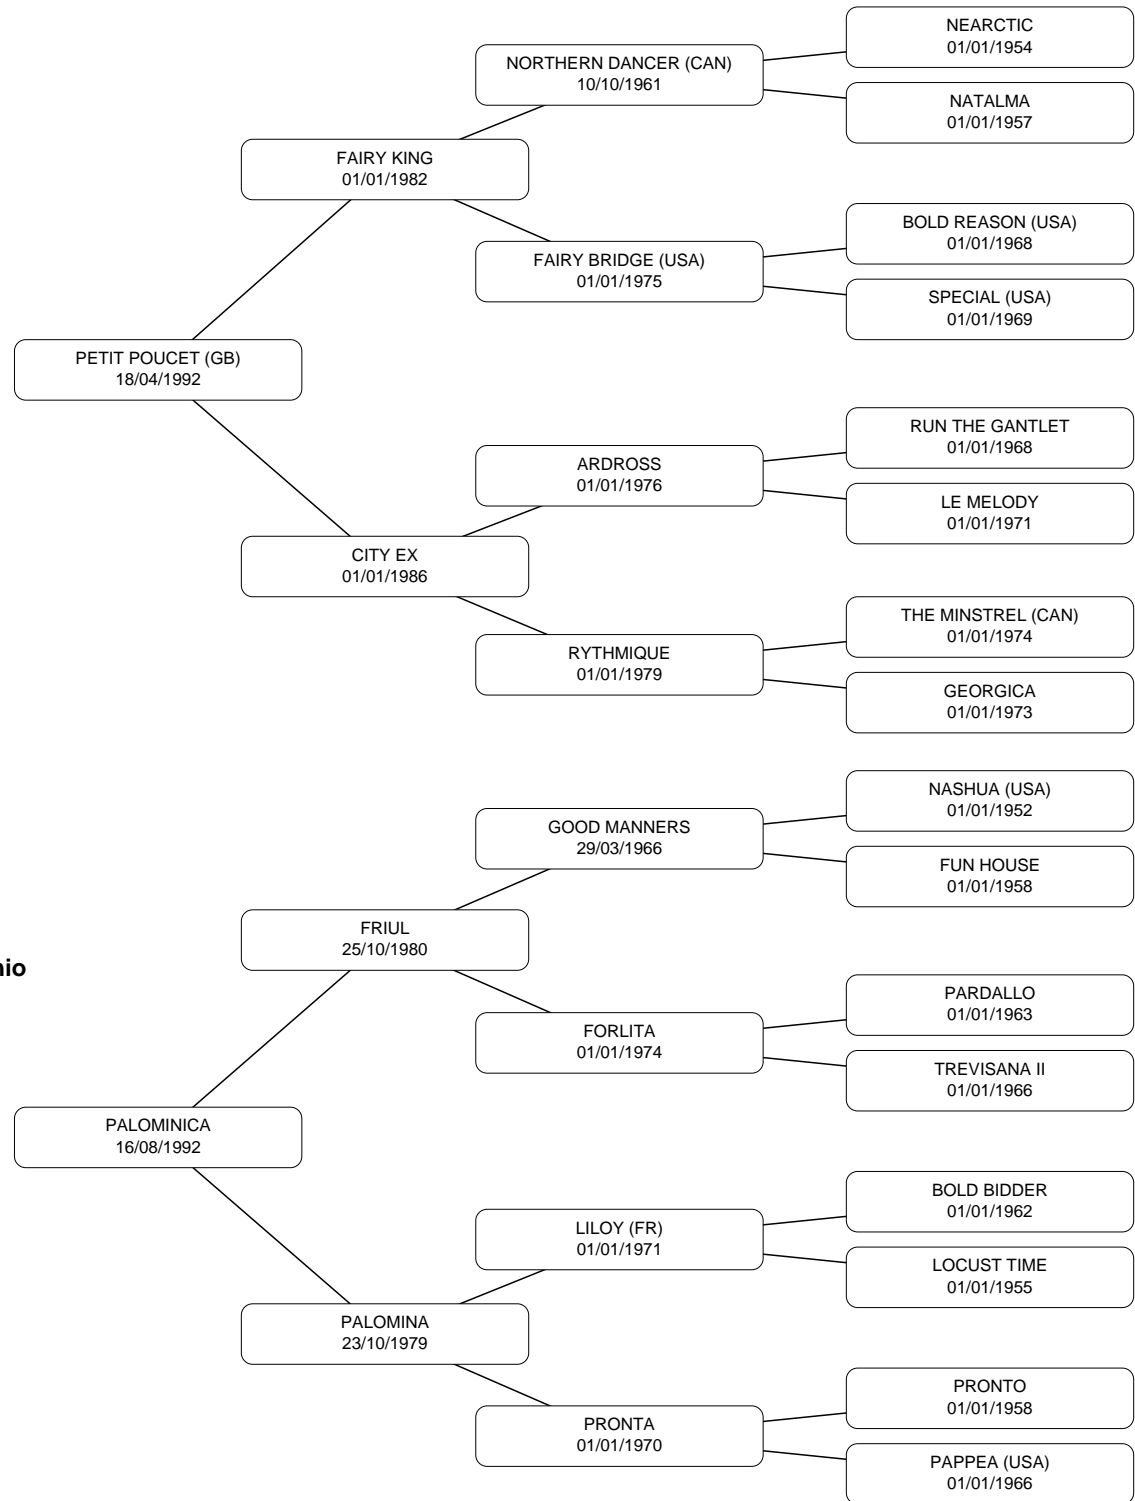 NEARCTIC
01/01/1954
NORTHERN DANCER (CAN)
10/10/1961
NATALMA
01/01/1957
FAIRY KING
01/01/1982
BOLD REASON (USA)
01/01/1968
FAIRY BRIDGE (USA)
01/01/1975
SPECIAL (USA)
01/01/1969
PETIT POUCET (GB)
18/04/1992
RUN THE GANTLET
01/01/1968
ARDROSS
01/01/1976
LE MELODY
01/01/1971
CITY EX
01/01/1986
THE MINSTREL (CAN)
01/01/1974
RYTHMIQUE
01/01/1979
GEORGICA
01/01/1973
NASHUA (USA)
01/01/1952
GOOD MANNERS
29/03/1966
FUN HOUSE
01/01/1958
FRIUL
25/10/1980
nio
PARDALLO
01/01/1963
FORLITA
01/01/1974
TREVISANA II
01/01/1966
PALOMINICA
16/08/1992
BOLD BIDDER
01/01/1962
LILOY (FR)
01/01/1971
LOCUST TIME
01/01/1955
PALOMINA
23/10/1979
PRONTO
01/01/1958
PRONTA
01/01/1970
PAPPEA (USA)
01/01/1966